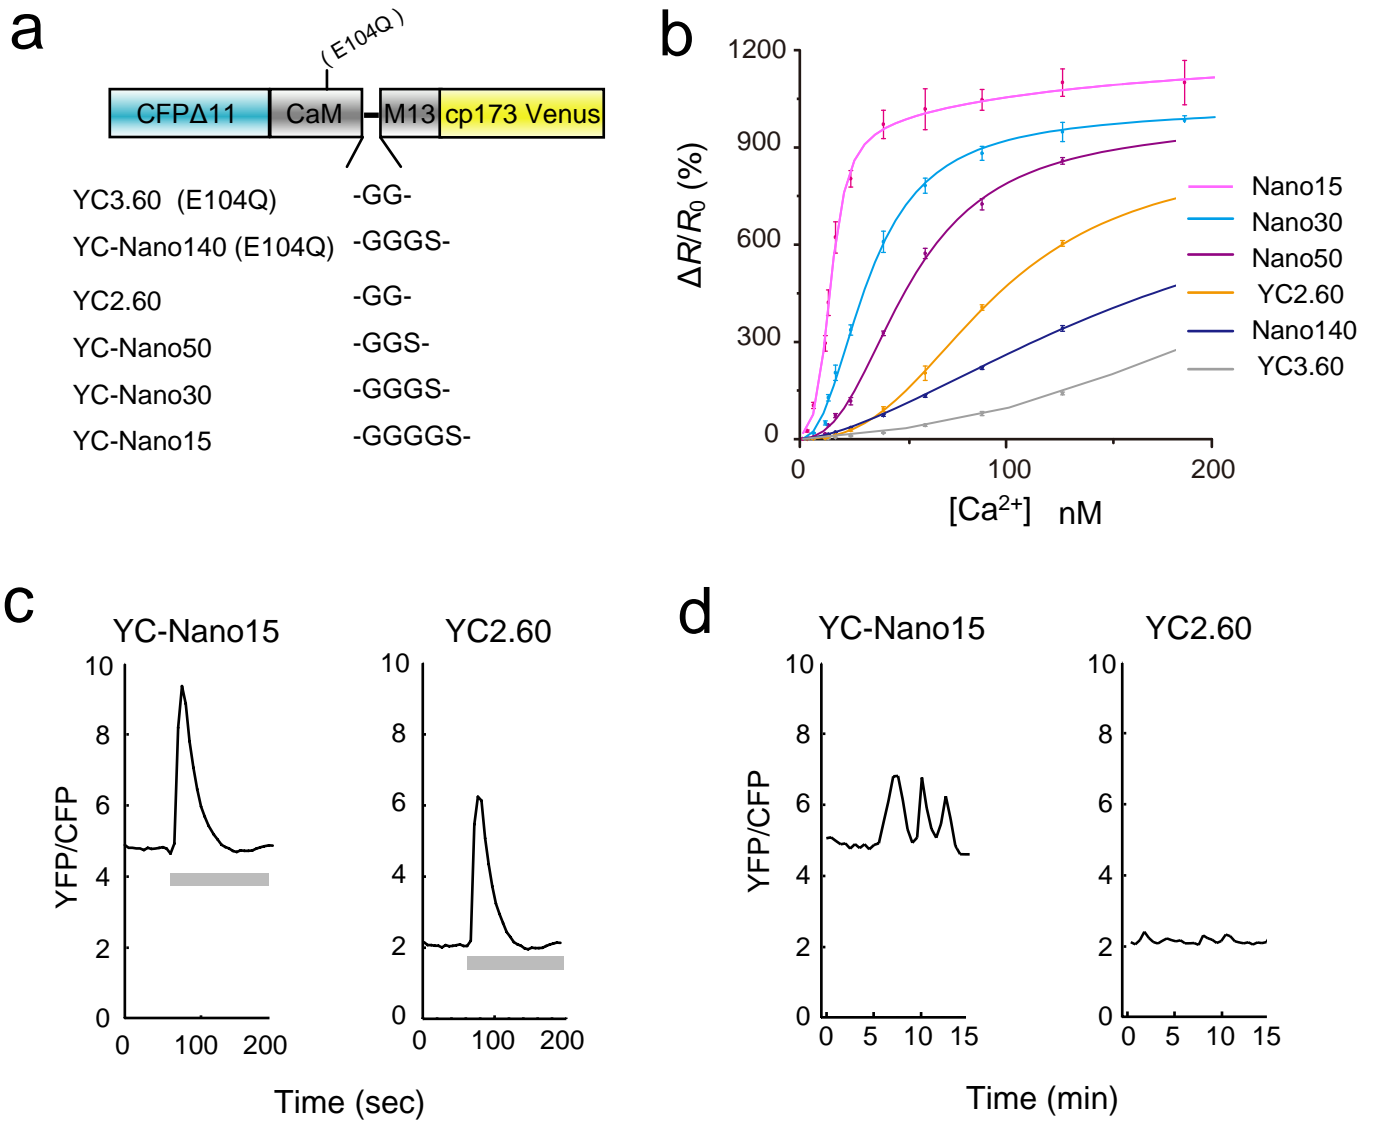 a
( E104Q )
CFPΔ11 CaM M13 cp173 Venus
YC3.60 (E104Q) -GG-
YC-Nano140 (E104Q) -GGGS-
YC2.60 -GG-
YC-Nano50 -GGS-
YC-Nano30 -GGGS-
YC-Nano15 -GGGGS-
b
1200
900
600
300
0
ΔR/R0 (%)
0 100 200
[Ca2+] nM
Nano15
Nano30
Nano50
YC2.60
Nano140
YC3.60
c
YC-Nano15
10
8
6
4
2
0
YFP/CFP
0 100 200
YC2.60
10
8
6
4
2
0
0 100 200
Time (sec)
d
YC-Nano15
10
8
6
4
2
0
YFP/CFP
0 5 10 15
YC2.60
10
8
6
4
2
0
0 5 10 15
Time (min)